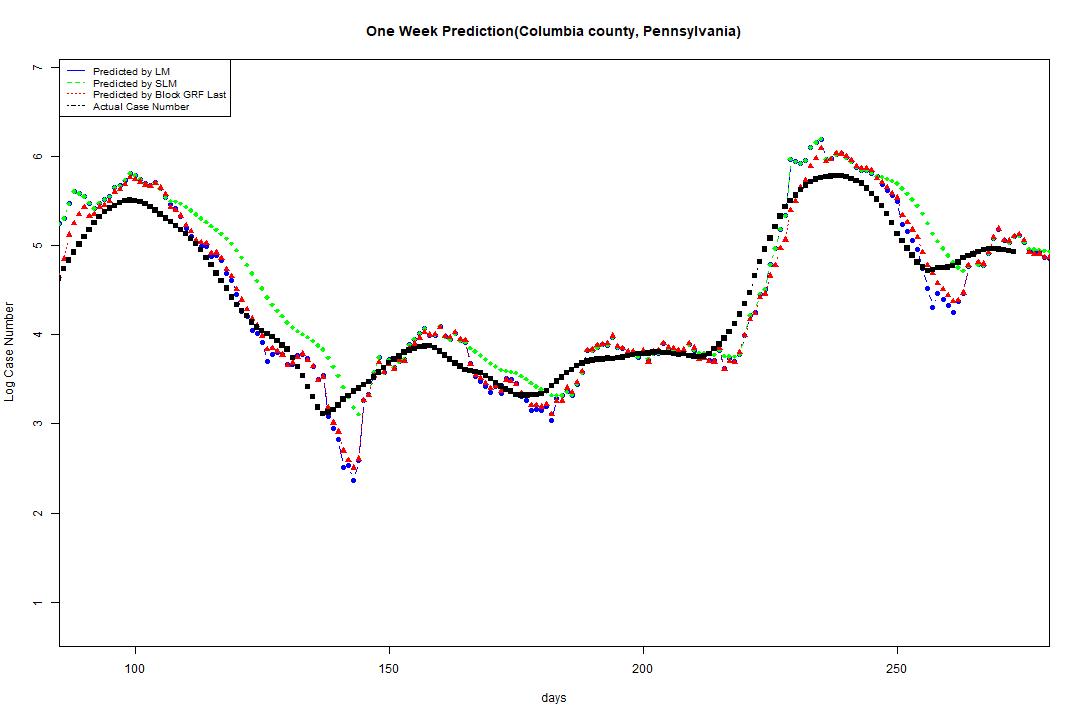 One Week Prediction(Columbia county, Pennsylvania)
Predicted by LM
Predicted by SLM
Predicted by Block GRF Last
Actual Case Number
7
6
5
4
3
2
1
Log Case Number
100 150 200 250
days